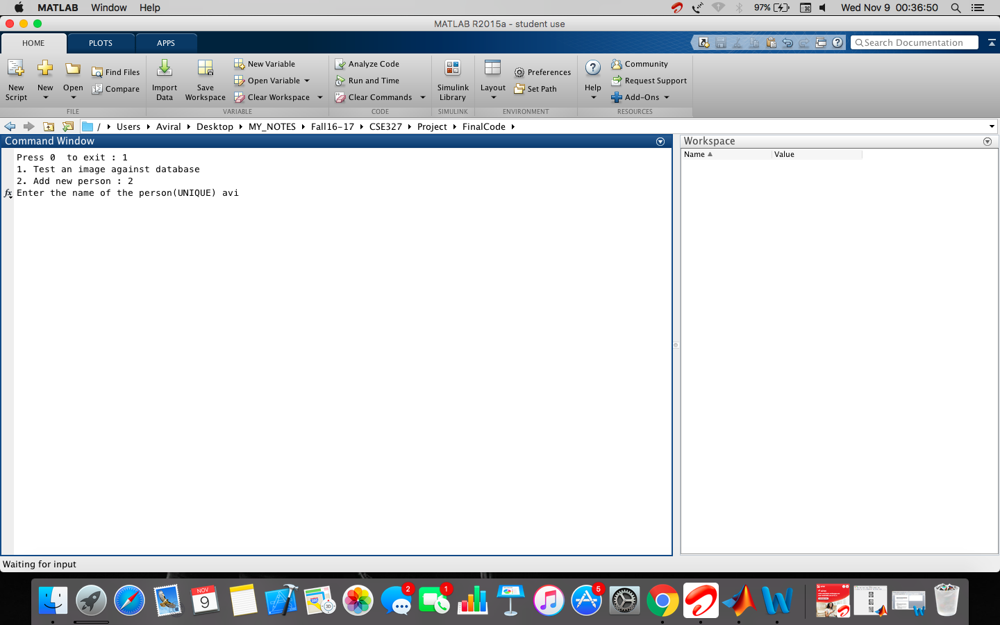 MATLAB Window Help 97% Wed Nov 9 00:36:50
MATLAB R2015a - student use
HOME PLOTS APPS Search Documentation
New Script New Open Find Files Compare Import Data Save Workspace New Variable Open Variable Clear Workspace Analyze Code Run and Time Clear Commands Simulink Library Layout Preferences Set Path Help Community Request Support Add-Ons
FILE VARIABLE CODE SIMULINK ENVIRONMENT RESOURCES
/ Users Aviral Desktop MY_NOTES Fall16-17 CSE327 Project FinalCode
Command Window
Press 0  to exit : 1
1. Test an image against database
2. Add new person : 2
fx Enter the name of the person(UNIQUE) avi
Workspace
Name Value
Waiting for input
NOV
9
3D
2
1
5